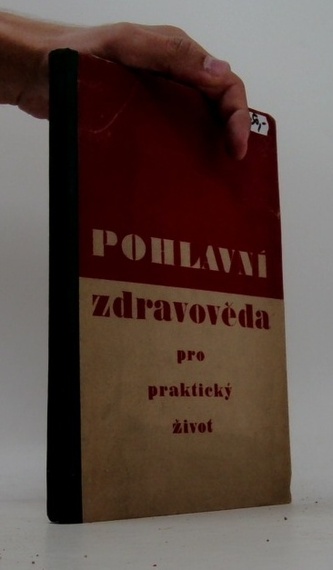 POHLAVNÍ
zdravověda
pro
praktický
život